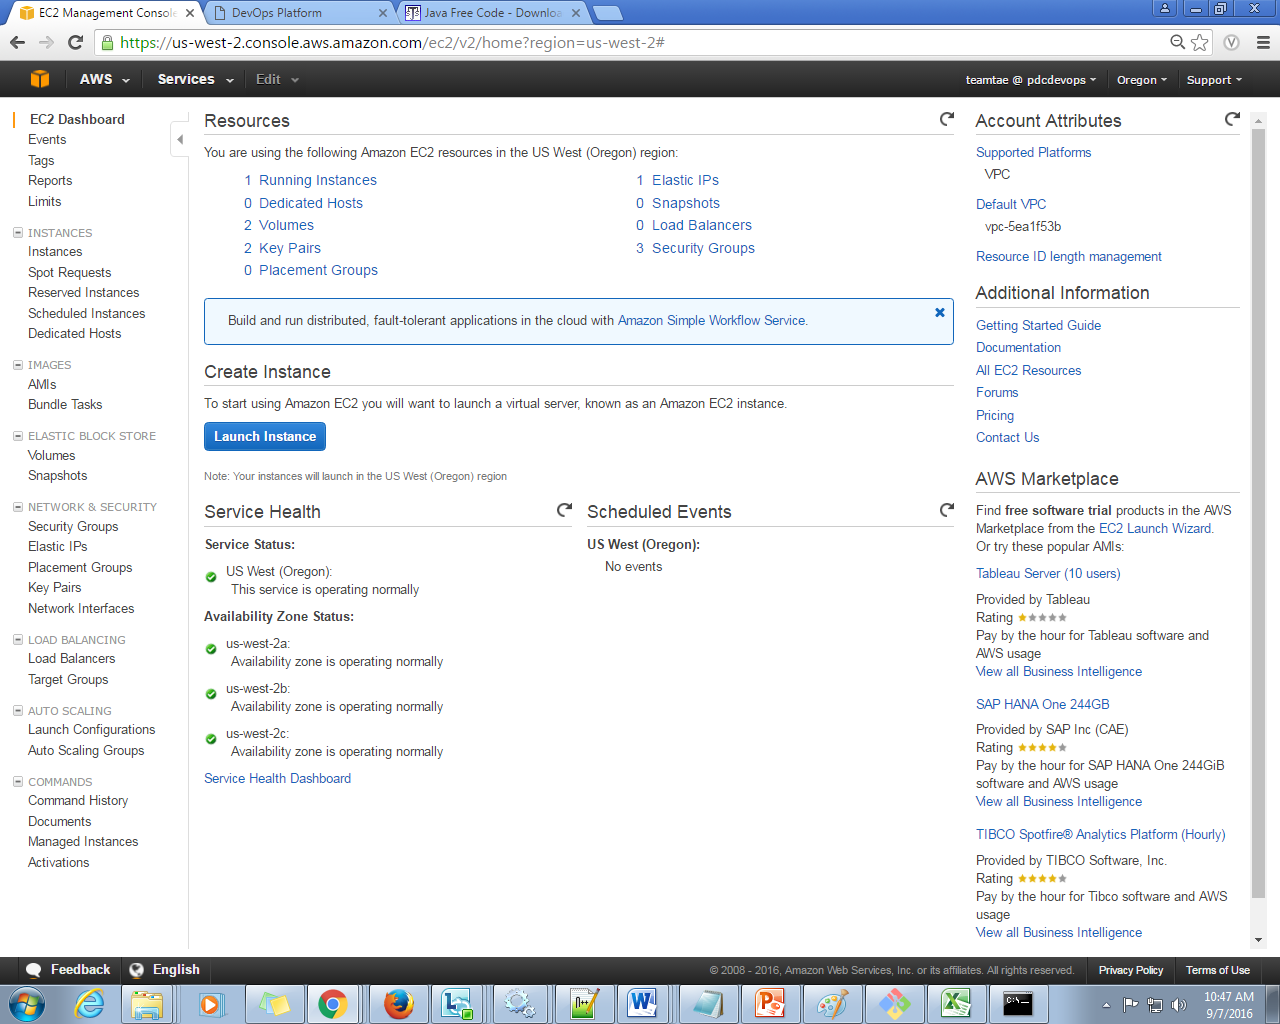 EC2 Management Console
DevOps Platform
Java Free Code - Downloa
https://us-west-2.console.aws.amazon.com/ec2/v2/home?region=us-west-2#
AWS
Services
Edit
teamtae @ pdcdevops
Oregon
Support
EC2 Dashboard
Events
Tags
Reports
Limits
INSTANCES
Instances
Spot Requests
Reserved Instances
Scheduled Instances
Dedicated Hosts
IMAGES
AMIs
Bundle Tasks
ELASTIC BLOCK STORE
Volumes
Snapshots
NETWORK & SECURITY
Security Groups
Elastic IPs
Placement Groups
Key Pairs
Network Interfaces
LOAD BALANCING
Load Balancers
Target Groups
AUTO SCALING
Launch Configurations
Auto Scaling Groups
COMMANDS
Command History
Documents
Managed Instances
Activations
Resources
You are using the following Amazon EC2 resources in the US West (Oregon) region:
1 Running Instances
0 Dedicated Hosts
2 Volumes
2 Key Pairs
0 Placement Groups
1 Elastic IPs
0 Snapshots
0 Load Balancers
3 Security Groups
Build and run distributed, fault-tolerant applications in the cloud with Amazon Simple Workflow Service.
Create Instance
To start using Amazon EC2 you will want to launch a virtual server, known as an Amazon EC2 instance.
Launch Instance
Note: Your instances will launch in the US West (Oregon) region
Service Health
Service Status:
US West (Oregon):
This service is operating normally
Availability Zone Status:
us-west-2a:
Availability zone is operating normally
us-west-2b:
Availability zone is operating normally
us-west-2c:
Availability zone is operating normally
Service Health Dashboard
Scheduled Events
US West (Oregon):
No events
Account Attributes
Supported Platforms
VPC
Default VPC
vpc-5ea1f53b
Resource ID length management
Additional Information
Getting Started Guide
Documentation
All EC2 Resources
Forums
Pricing
Contact Us
AWS Marketplace
Find free software trial products in the AWS
Marketplace from the EC2 Launch Wizard.
Or try these popular AMIs:
Tableau Server (10 users)
Provided by Tableau
Rating
Pay by the hour for Tableau software and
AWS usage
View all Business Intelligence
SAP HANA One 244GB
Provided by SAP Inc (CAE)
Rating
Pay by the hour for SAP HANA One 244GiB
software and AWS usage
View all Business Intelligence
TIBCO Spotfire® Analytics Platform (Hourly)
Provided by TIBCO Software, Inc.
Rating
Pay by the hour for Tibco software and AWS
usage
View all Business Intelligence
Feedback
English
© 2008 - 2016, Amazon Web Services, Inc. or its affiliates. All rights reserved.
Privacy Policy
Terms of Use
10:47 AM
9/7/2016